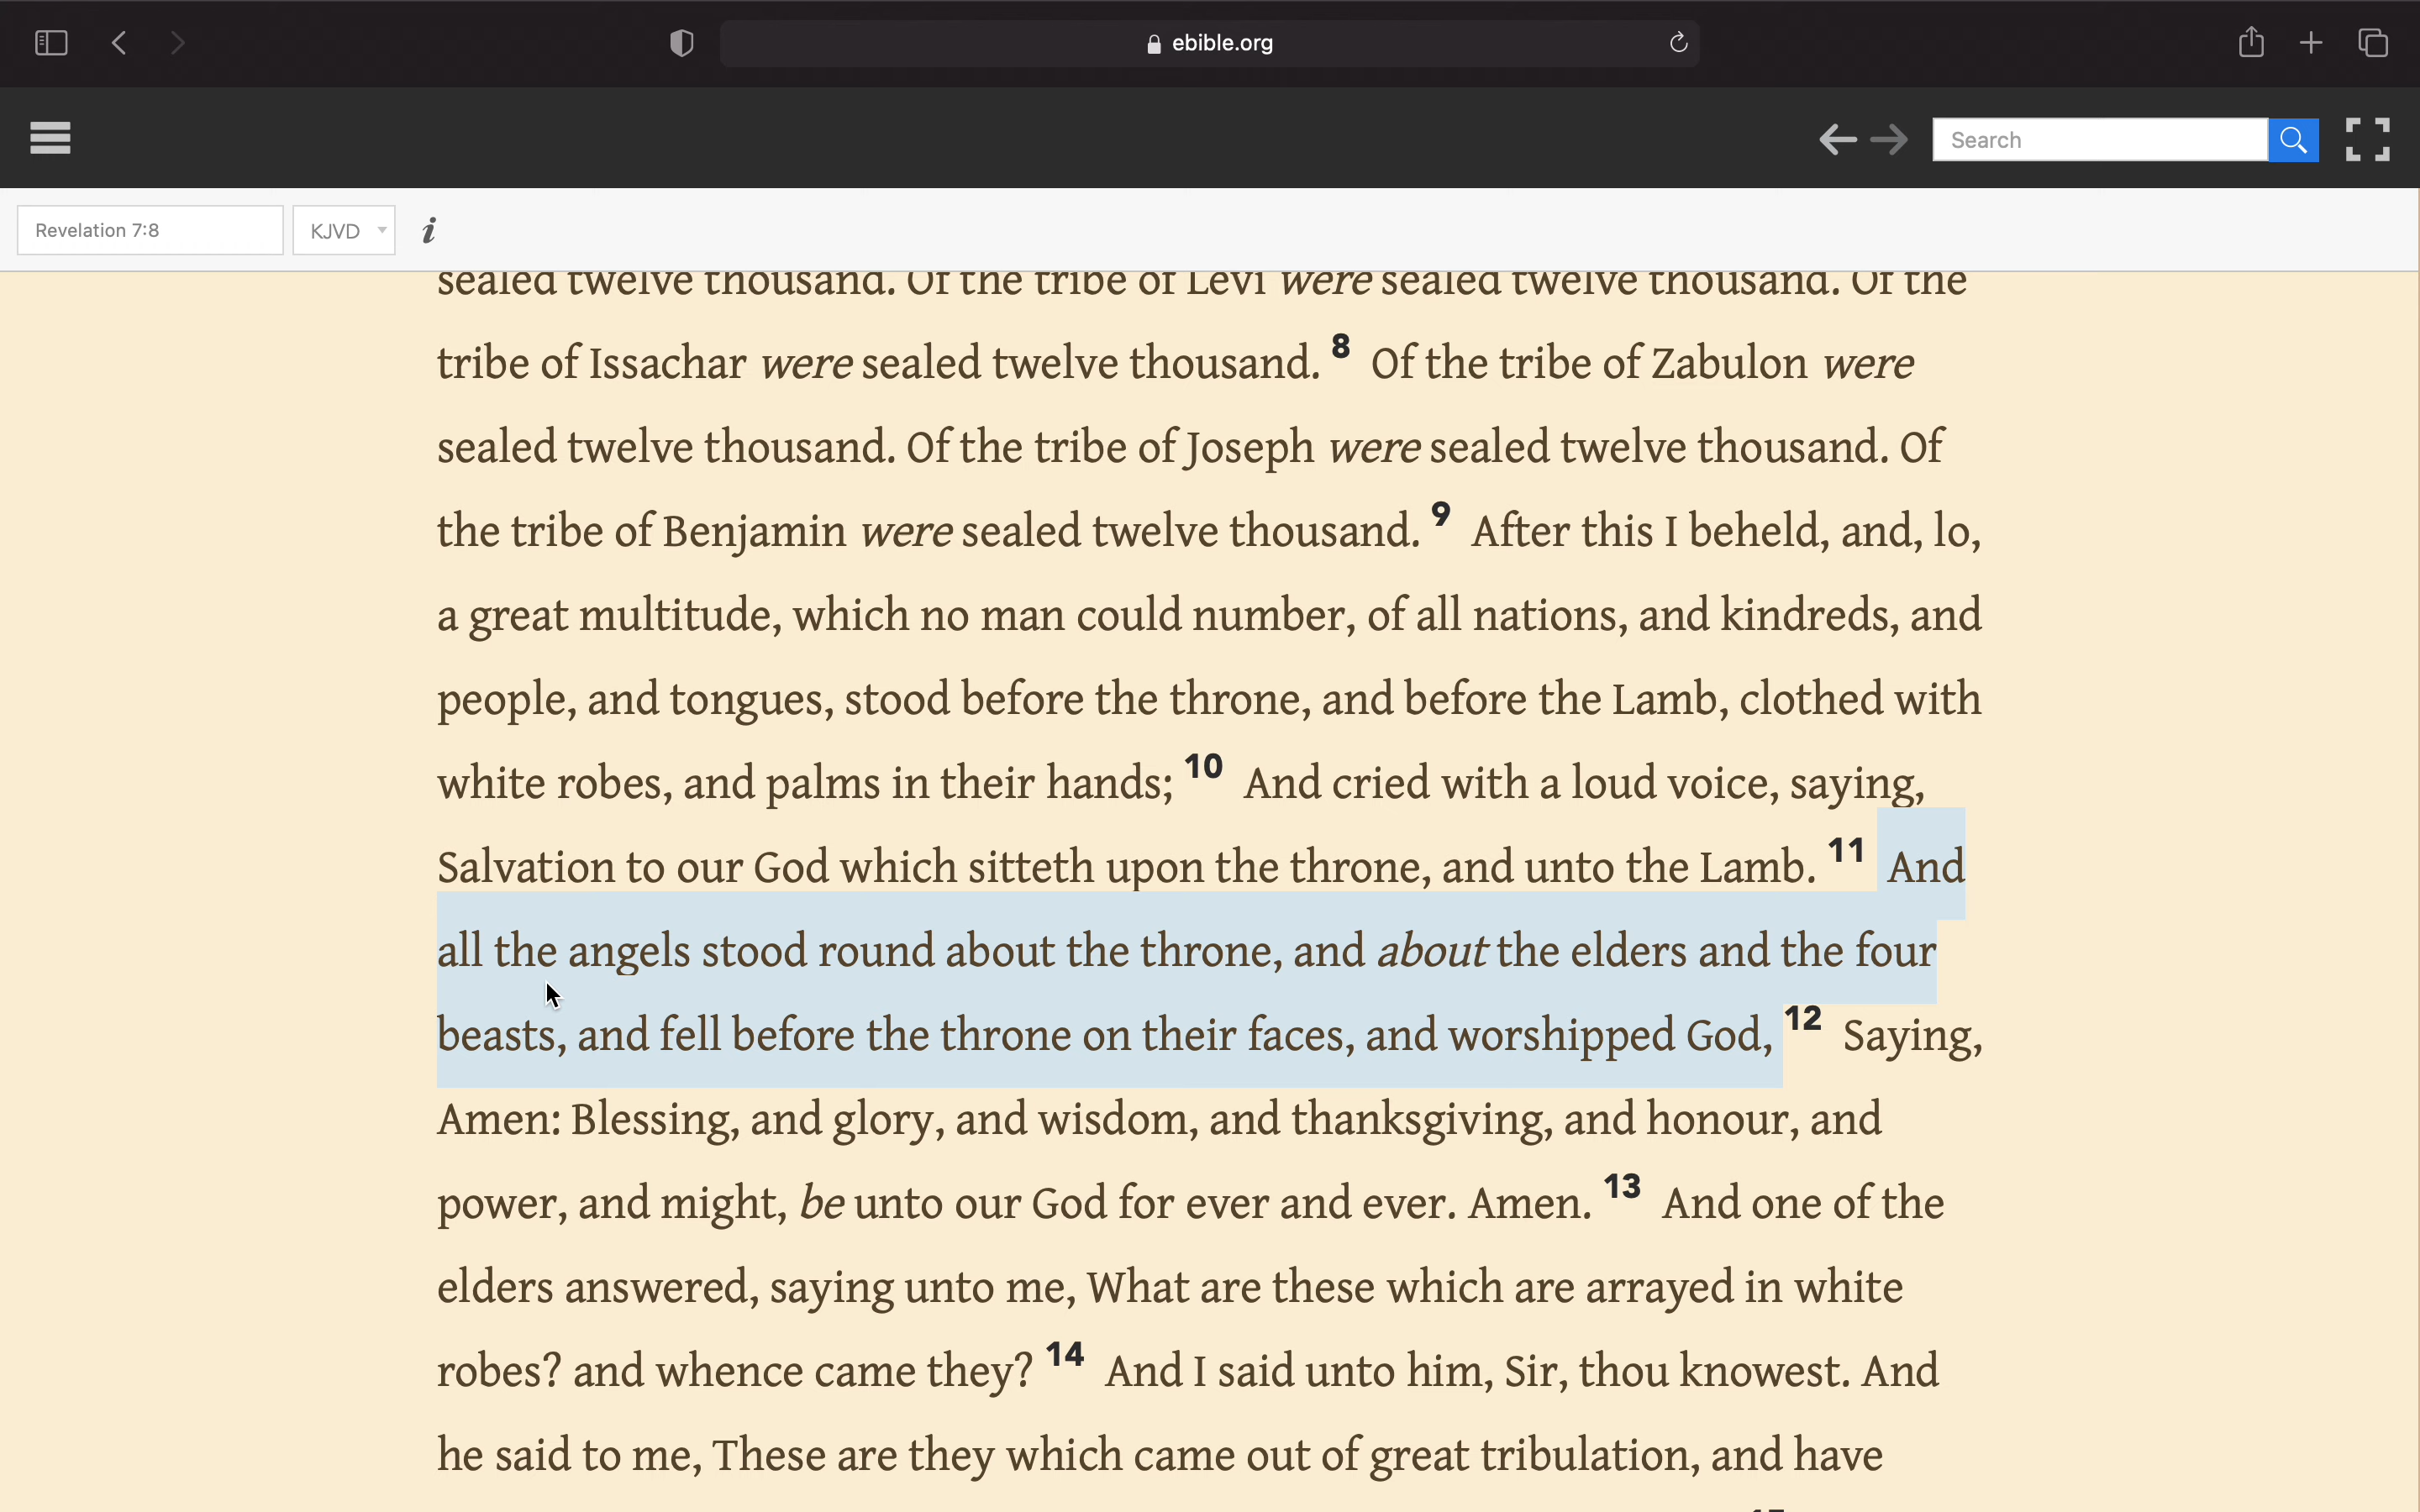 ebible.org
Search
Revelation 7:8 KJVD i
sealed twelve thousand. Of the tribe of Levi were sealed twelve thousand. Of the
tribe of Issachar were sealed twelve thousand. 8 Of the tribe of Zabulon were
sealed twelve thousand. Of the tribe of Joseph were sealed twelve thousand. Of
the tribe of Benjamin were sealed twelve thousand. 9 After this I beheld, and, lo,
a great multitude, which no man could number, of all nations, and kindreds, and
people, and tongues, stood before the throne, and before the Lamb, clothed with
white robes, and palms in their hands; 10 And cried with a loud voice, saying,
Salvation to our God which sitteth upon the throne, and unto the Lamb. 11 And
all the angels stood round about the throne, and about the elders and the four
beasts, and fell before the throne on their faces, and worshipped God, 12 Saying,
Amen: Blessing, and glory, and wisdom, and thanksgiving, and honour, and
power, and might, be unto our God for ever and ever. Amen. 13 And one of the
elders answered, saying unto me, What are these which are arrayed in white
robes? and whence came they? 14 And I said unto him, Sir, thou knowest. And
he said to me, These are they which came out of great tribulation, and have